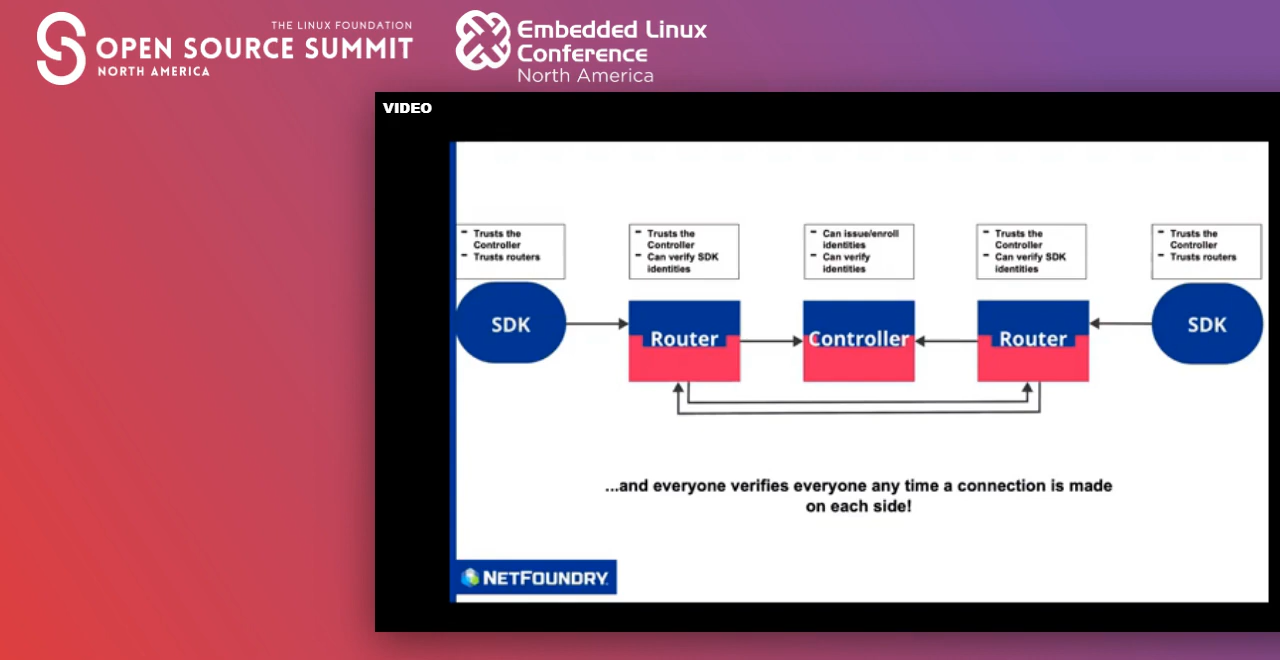 THE LINUX FOUNDATION
OPEN SOURCE SUMMIT
NORTH AMERICA
Embedded Linux
Conference
North America
VIDEO
- Trusts the
Controller
- Trusts routers
- Trusts the
Controller
- Can verify SDK
identities
- Can issue/enroll
identities
- Can verify
identities
- Trusts the
Controller
- Can verify SDK
identities
- Trusts the
Controller
- Trusts routers
SDK
Router
Controller
Router
SDK
...and everyone verifies everyone any time a connection is made
on each side!
NETFOUNDRY